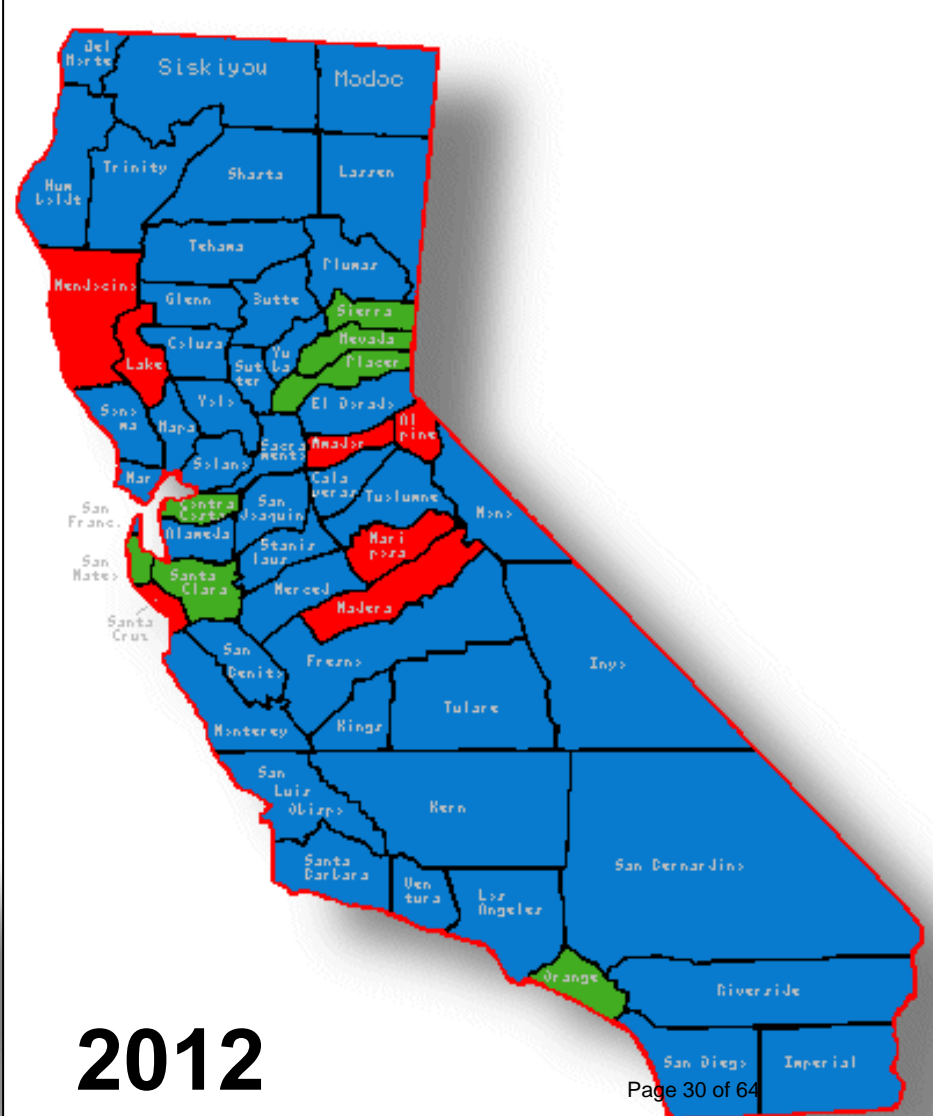 Del
Norte
Siskiyou
Modoc
Hum
boldt
Trinity
Shasta
Lassen
Tehama
Plumas
Mendocino
Glenn
Butte
Sierra
Lake
Colusa
Sut
ter
Yu
ba
Nevada
Placer
Sono
ma
Napa
Yolo
El Dorado
Mar
Solano
Sacra
mento
Amador
Al
pine
San
Franc.
Contra
Costa
San
Joaquin
Cala
veras
Tuolumne
Mono
Alameda
San
Mateo
Santa
Clara
Stanis
laus
Mari
posa
Merced
Madera
Santa
Cruz
San
Benito
Fresno
Inyo
Monterey
Kings
Tulare
San
Luis
Obispo
Kern
San Bernardino
Santa
Barbara
Ven
tura
Los
Angeles
Orange
Riverside
San Diego
Imperial
2012
Page 30 of 64